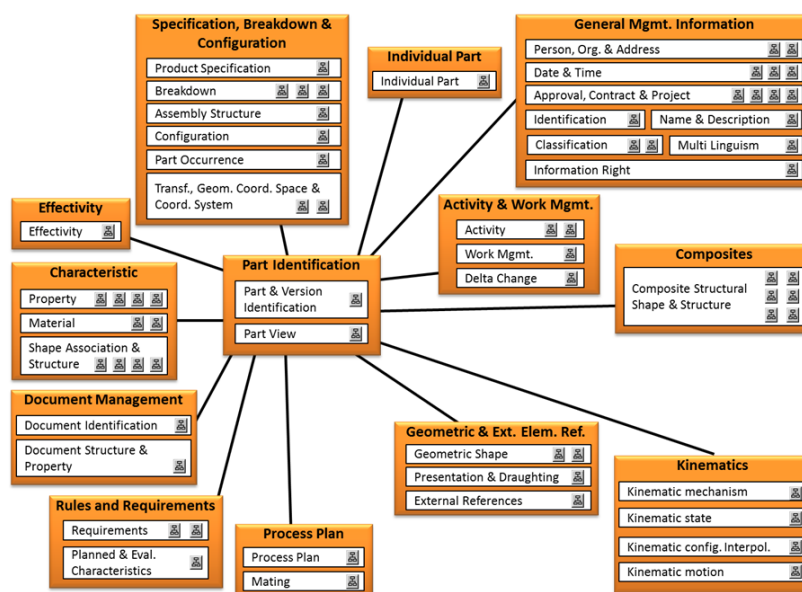 Specification, Breakdown &
Configuration
Product Specification
Breakdown
Assembly Structure
Configuration
Part Occurrence
Transf., Geom. Coord. Space &
Coord. System
Individual Part
Individual Part
General Mgmt. Information
Person, Org. & Address
Date & Time
Approval, Contract & Project
Identification
Name & Description
Classification
Multi Linguism
Information Right
Effectivity
Effectivity
Activity & Work Mgmt.
Activity
Work Mgmt.
Delta Change
Characteristic
Property
Material
Shape Association &
Structure
Part Identification
Part & Version
Identification
Part View
Composites
Composite Structural
Shape & Structure
Document Management
Document Identification
Document Structure &
Property
Geometric & Ext. Elem. Ref.
Geometric Shape
Presentation & Draughting
External References
Kinematics
Kinematic mechanism
Kinematic state
Kinematic config. Interpol.
Kinematic motion
Rules and Requirements
Requirements
Planned & Eval.
Characteristics
Process Plan
Process Plan
Mating